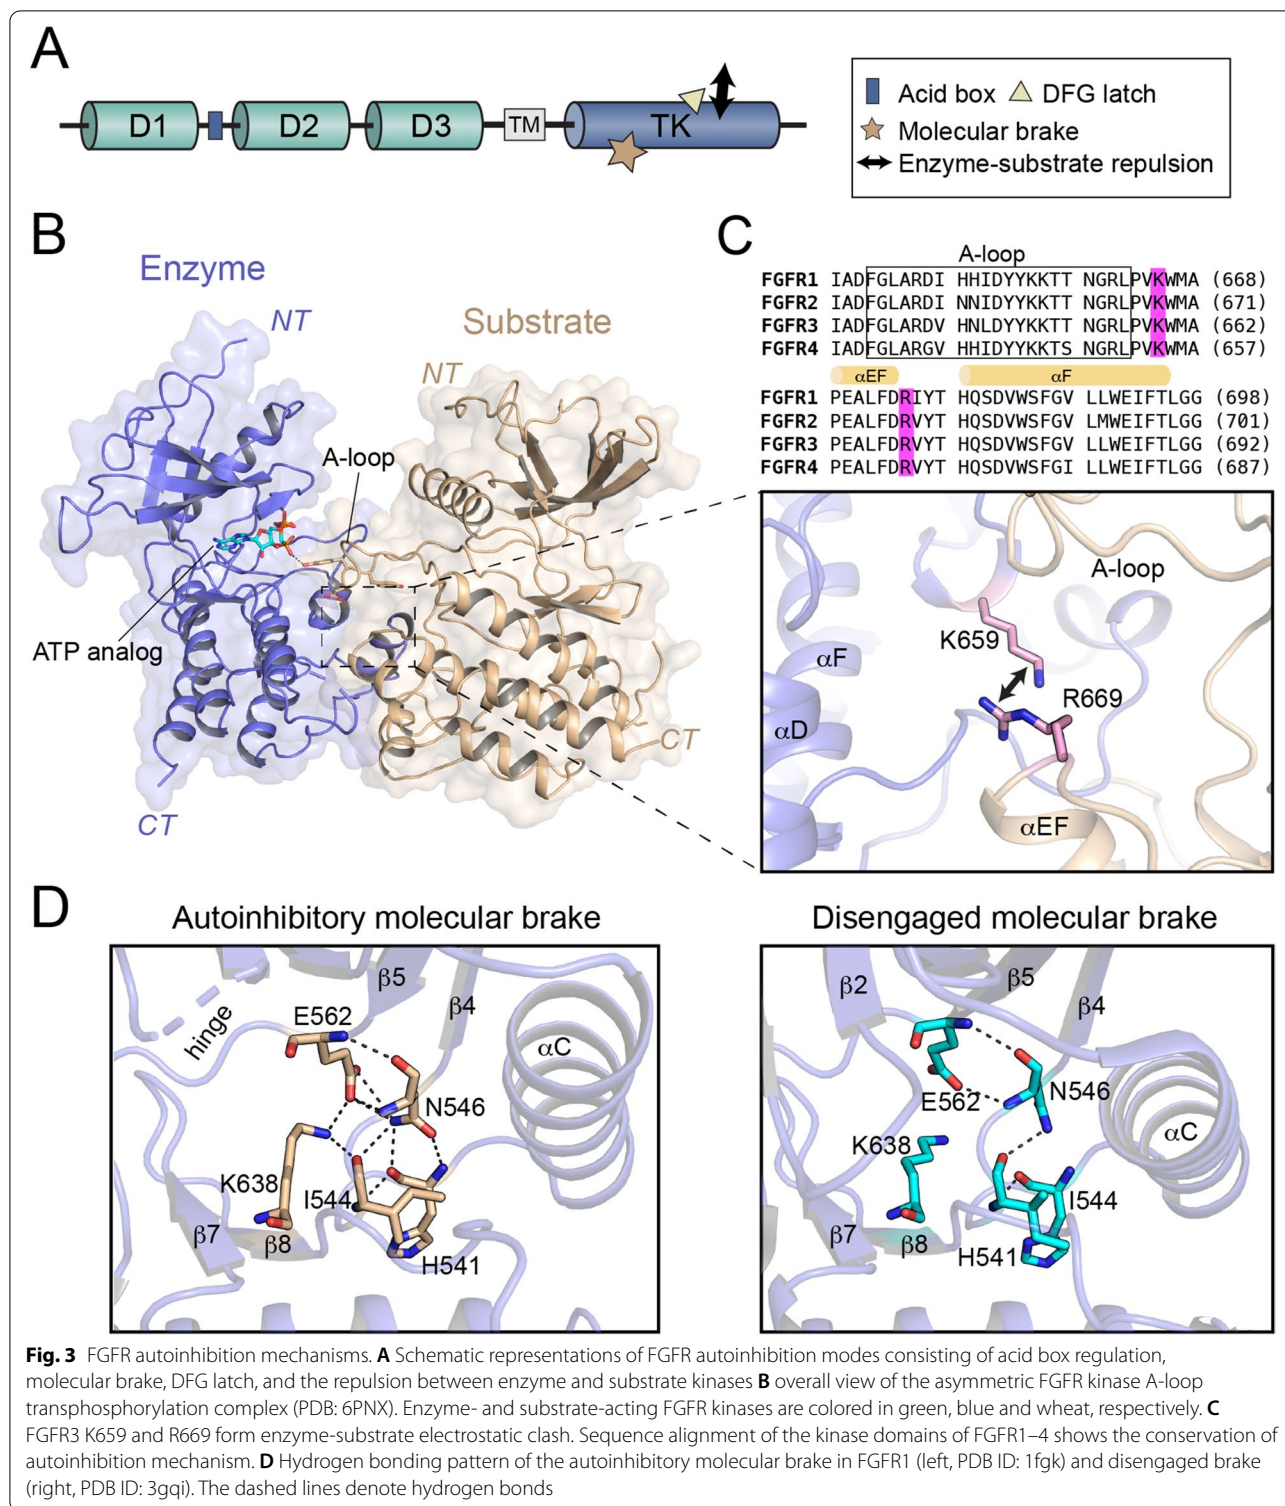 A
D1
D2
D3
TM
TK
Acid box
DFG latch
Molecular brake
Enzyme-substrate repulsion
B
Enzyme
NT
Substrate
NT
A-loop
ATP analog
CT
CT
C
A-loop
FGFR1 IADFGLARDI HHIDYYKKTT NGRLPVKWMA (668)
FGFR2 IADFGLARDI NNIDYYKKTT NGRLPVKWMA (671)
FGFR3 IADFGLARDV HNLDYYKKTT NGRLPVKWMA (662)
FGFR4 IADFGLARGV HHIDYYKKTS NGRLPVKWMA (657)
αEF
αF
FGFR1 PEALFDRIYT HQSDVWSFGV LLWEIFTLGG (698)
FGFR2 PEALFDRVYT HQSDVWSFGV LMWEIFTLGG (701)
FGFR3 PEALFDRVYT HQSDVWSFGV LLWEIFTLGG (692)
FGFR4 PEALFDRVYT HQSDVWSFGI LLWEIFTLGG (687)
A-loop
K659
αF
R669
αD
αEF
D
Autoinhibitory molecular brake
β5
β4
hinge
E562
αC
N546
K638
I544
β7
β8
H541
Disengaged molecular brake
β2
β5
β4
E562
N546
αC
K638
I544
β7
β8
H541
Fig. 3 FGFR autoinhibition mechanisms. A Schematic representations of FGFR autoinhibition modes consisting of acid box regulation,
molecular brake, DFG latch, and the repulsion between enzyme and substrate kinases B overall view of the asymmetric FGFR kinase A-loop
transphosphorylation complex (PDB: 6PNX). Enzyme- and substrate-acting FGFR kinases are colored in green, blue and wheat, respectively. C
FGFR3 K659 and R669 form enzyme-substrate electrostatic clash. Sequence alignment of the kinase domains of FGFR1–4 shows the conservation of
autoinhibition mechanism. D Hydrogen bonding pattern of the autoinhibitory molecular brake in FGFR1 (left, PDB ID: 1fgk) and disengaged brake
(right, PDB ID: 3gqi). The dashed lines denote hydrogen bonds